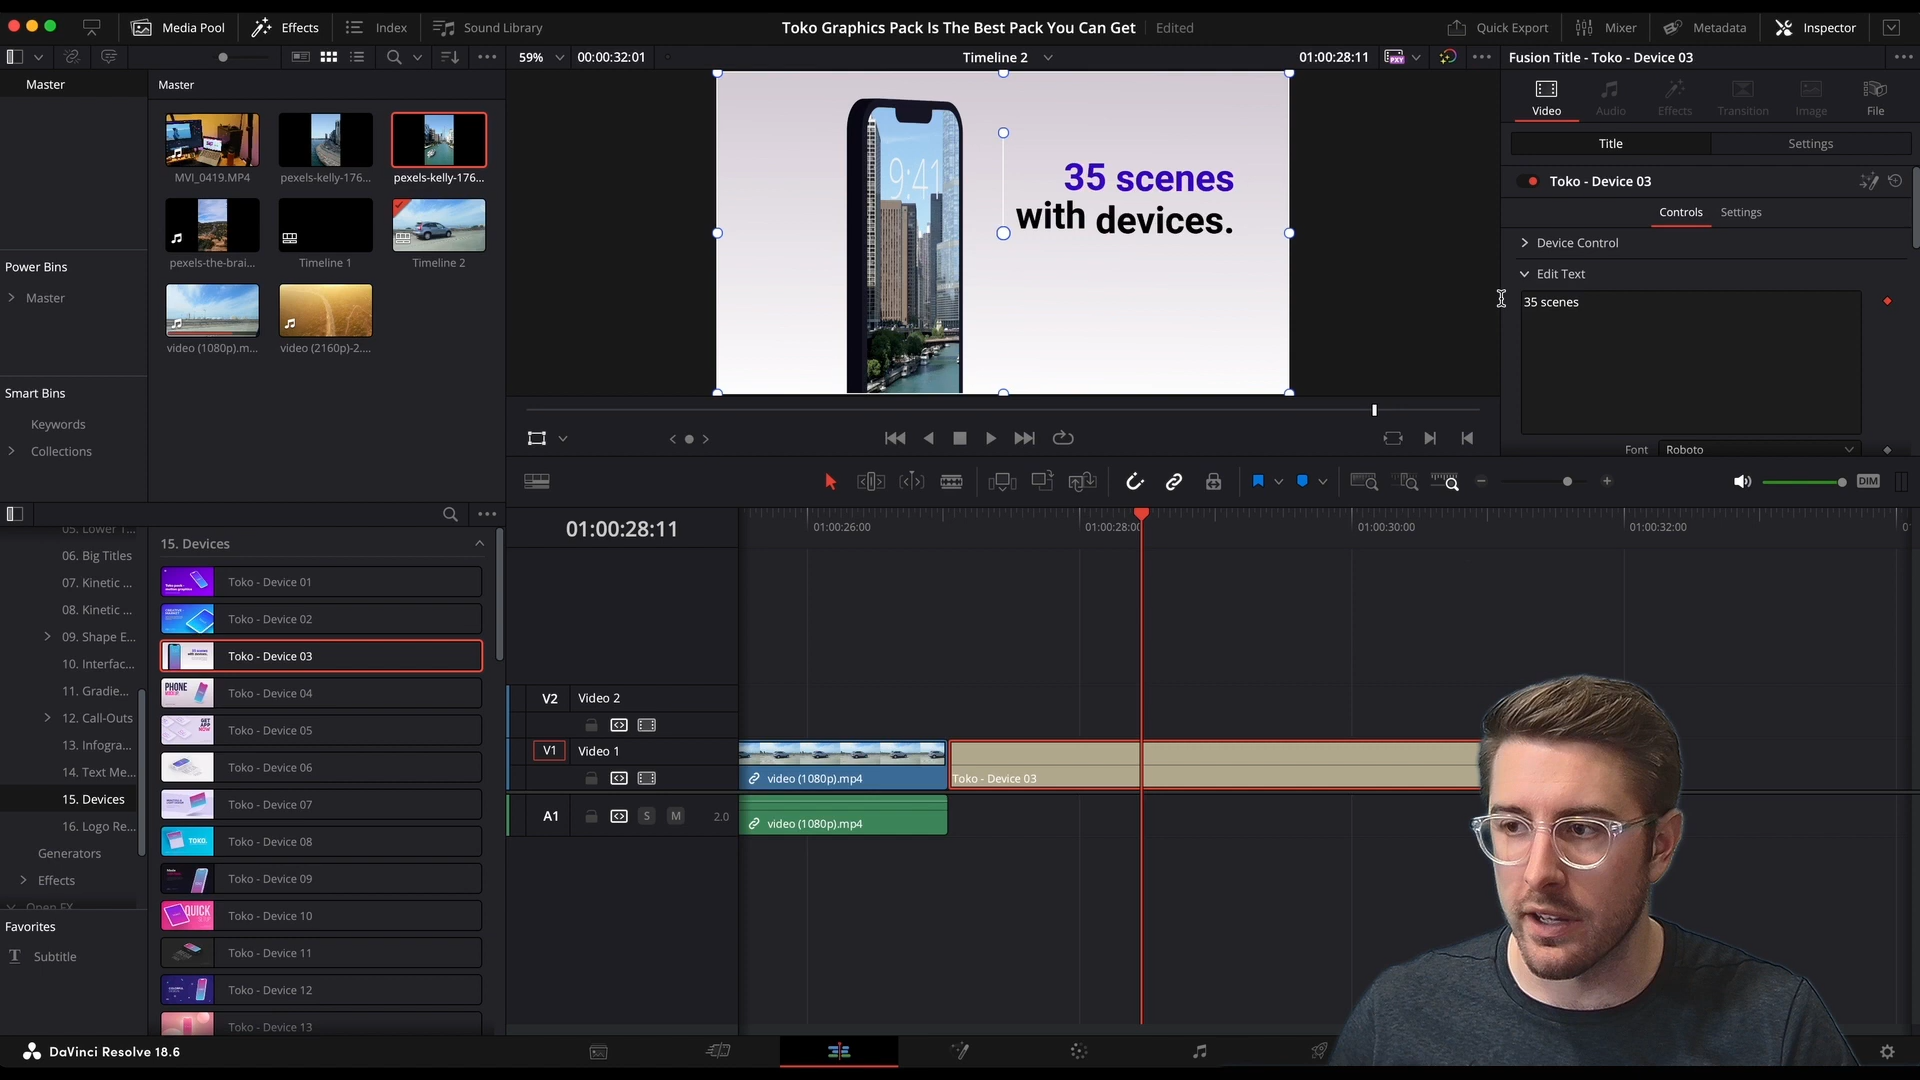 Media Pool
Effects
Index
Sound Library
Toko Graphics Pack Is The Best Pack You Can Get
Edited
Quick Export
Mixer
Metadata
Inspector
59%
00:00:32:01
Timeline 2
01:00:28:11
PXY
Fusion Title - Toko - Device 03
Master
Master
MVI_0419.MP4
pexels-kelly-176...
pexels-kelly-176...
pexels-the-brai...
Timeline 1
Timeline 2
video (1080p).m...
video (2160p)-2....
Power Bins
Master
Smart Bins
Keywords
Collections
9:41
35 scenes
with devices.
Video
Audio
Effects
Transition
Image
File
Title
Settings
Toko - Device 03
Controls
Settings
Device Control
Edit Text
35 scenes
Font
Roboto
DIM
05. Lower T...
06. Big Titles
07. Kinetic ...
08. Kinetic ...
09. Shape E...
10. Interfac...
11. Gradie...
12. Call-Outs
13. Infogra...
14. Text Me...
15. Devices
16. Logo Re...
Generators
Effects
Open FX
Favorites
Subtitle
15. Devices
Toko - Device 01
Toko - Device 02
Toko - Device 03
Toko - Device 04
PHONE
Toko - Device 05
GET
APP
NOW
Toko - Device 06
Toko - Device 07
Toko - Device 08
TOKO.
Toko - Device 09
Toko - Device 10
QUICK
Toko - Device 11
Toko - Device 12
Toko - Device 13
01:00:28:11
01:00:26:00
01:00:28:00
01:00:30:00
01:00:32:00
V2
Video 2
V1
Video 1
A1
S
M
2.0
video (1080p).mp4
Toko - Device 03
video (1080p).mp4
DaVinci Resolve 18.6